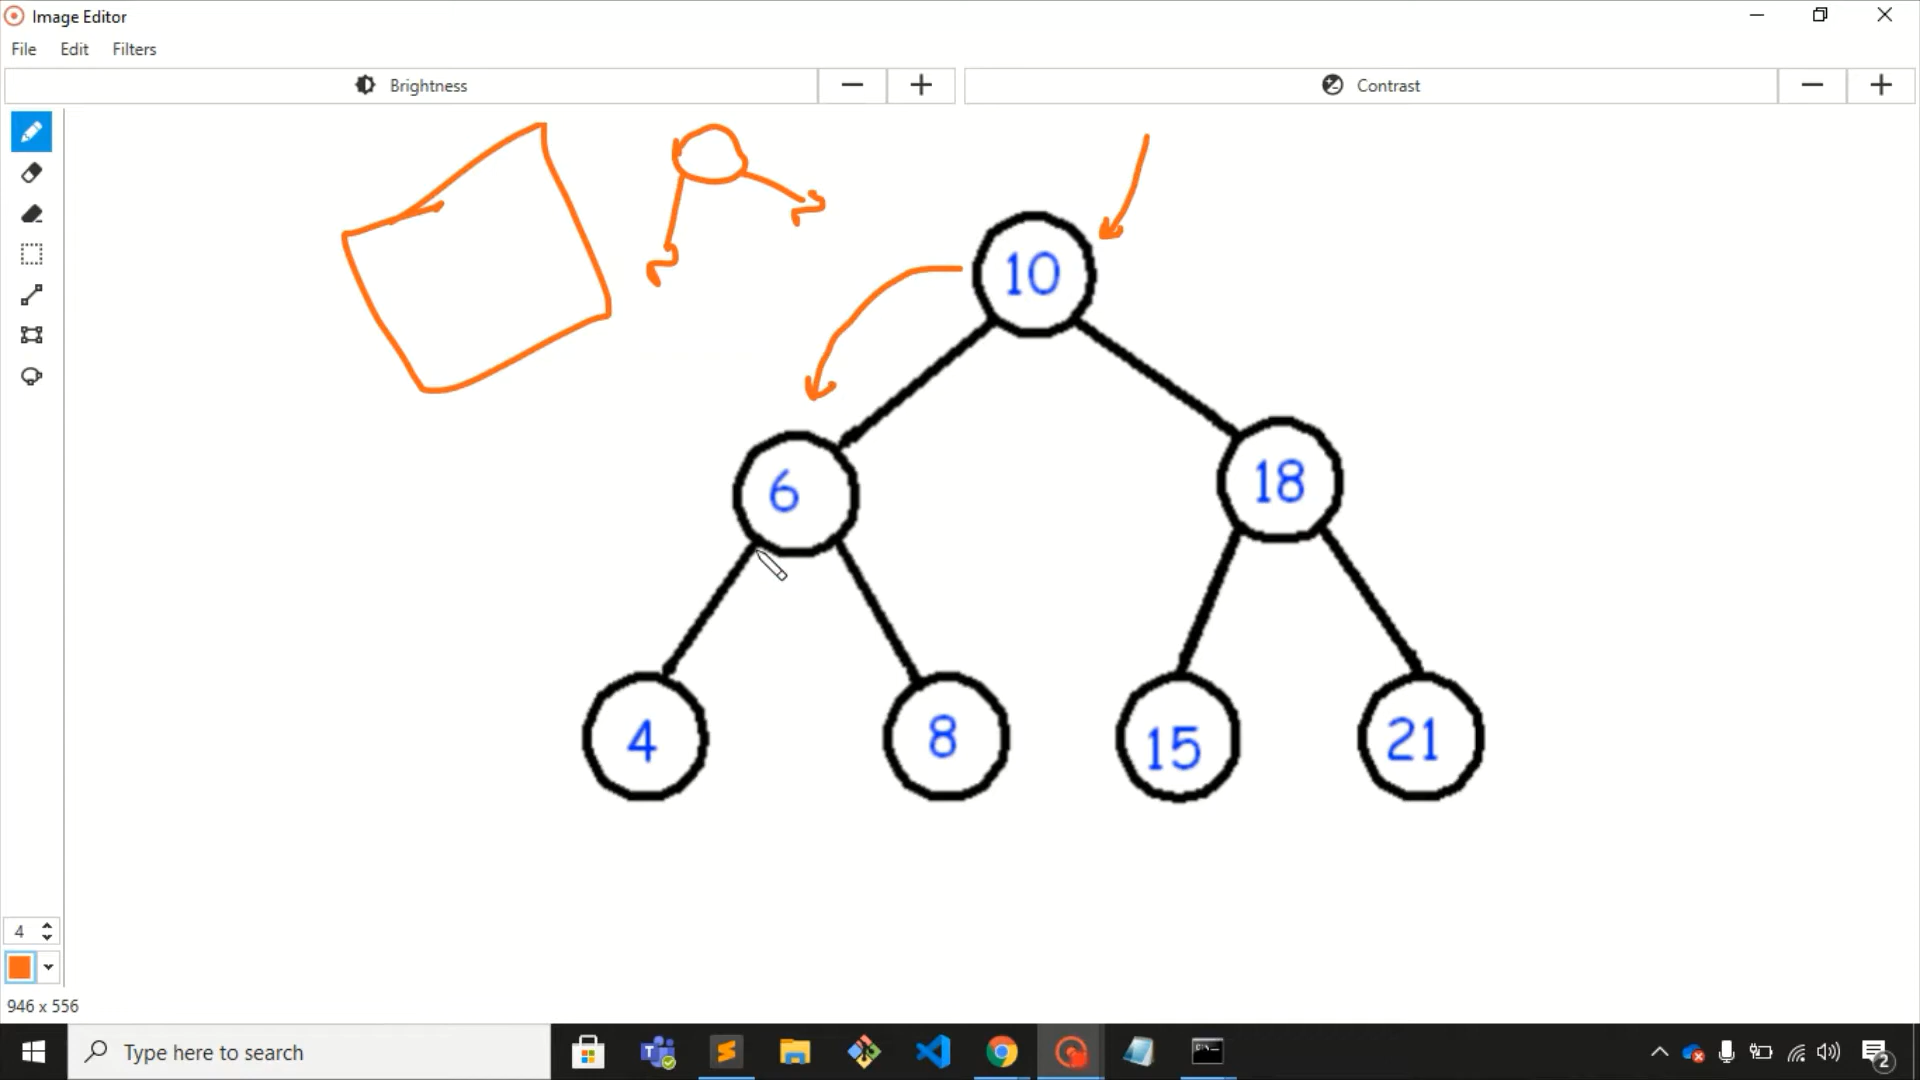 Image Editor
File Edit Filters
Brightness Contrast
10
6 18
4 8 15 21
4
946 x 556
Type here to search
2